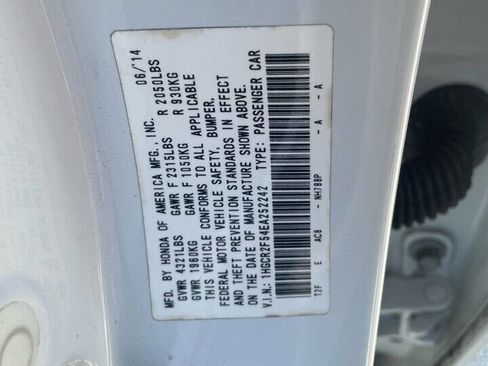 MFD. BY HONDA OF AMERICA MFG., INC. 06/14
GVWR 4321LBS GAWR F 2315LBS R 2050LBS
GVWR 1960KG GAWR F 1050KG R 930KG
THIS VEHICLE CONFORMS TO ALL APPLICABLE
FEDERAL MOTOR VEHICLE SAFETY, BUMPER,
AND THEFT PREVENTION STANDARDS IN EFFECT
ON THE DATE OF MANUFACTURE SHOWN ABOVE.
V.I.N.: 1HGCR2F54EA252242 TYPE: PASSENGER CAR
T2F E AC8 - NH788P - A - A